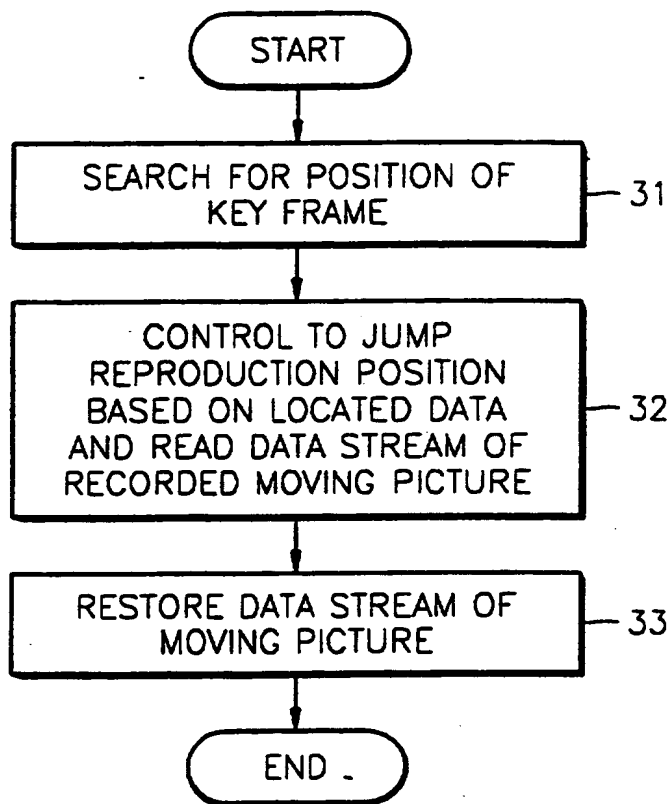 START
SEARCH FOR POSITION OF
KEY FRAME
31
CONTROL TO JUMP
REPRODUCTION POSITION
BASED ON LOCATED DATA
AND READ DATA STREAM OF
RECORDED MOVING PICTURE
32
RESTORE DATA STREAM OF
MOVING PICTURE
33
END